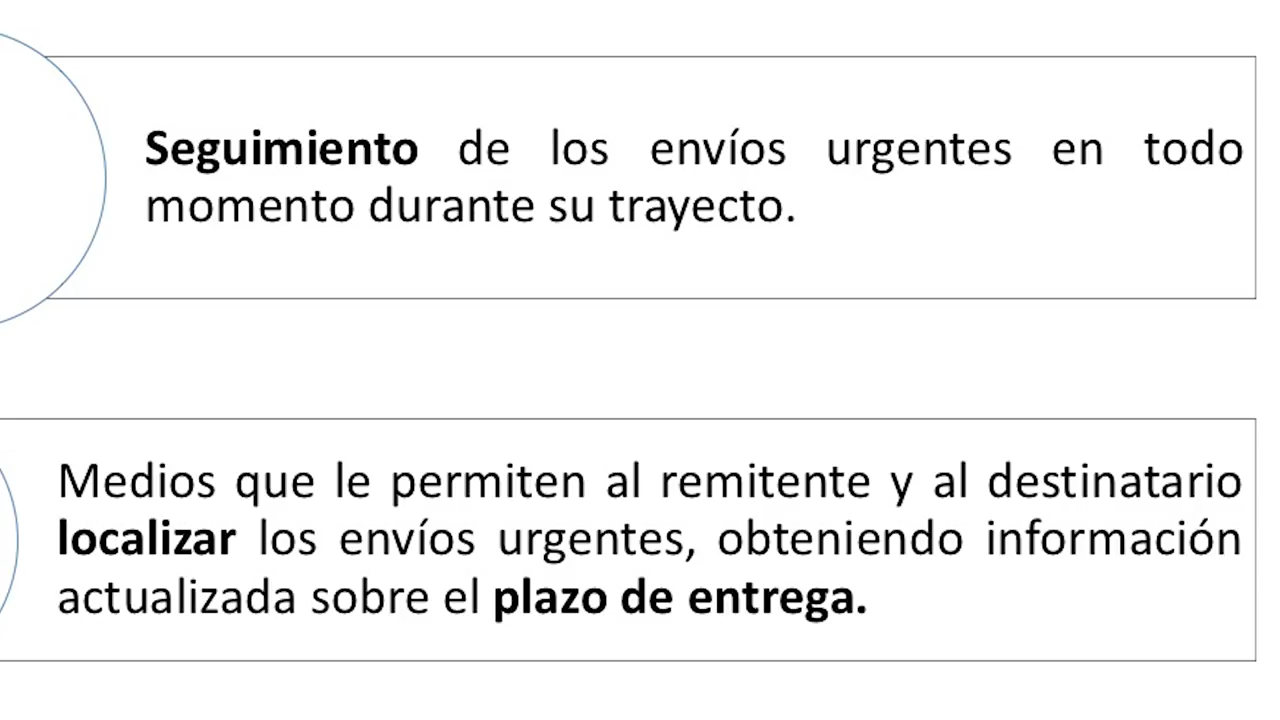 Seguimiento de los envíos urgentes en todo
momento durante su trayecto.
Medios que le permiten al remitente y al destinatario
localizar los envíos urgentes, obteniendo información
actualizada sobre el plazo de entrega.